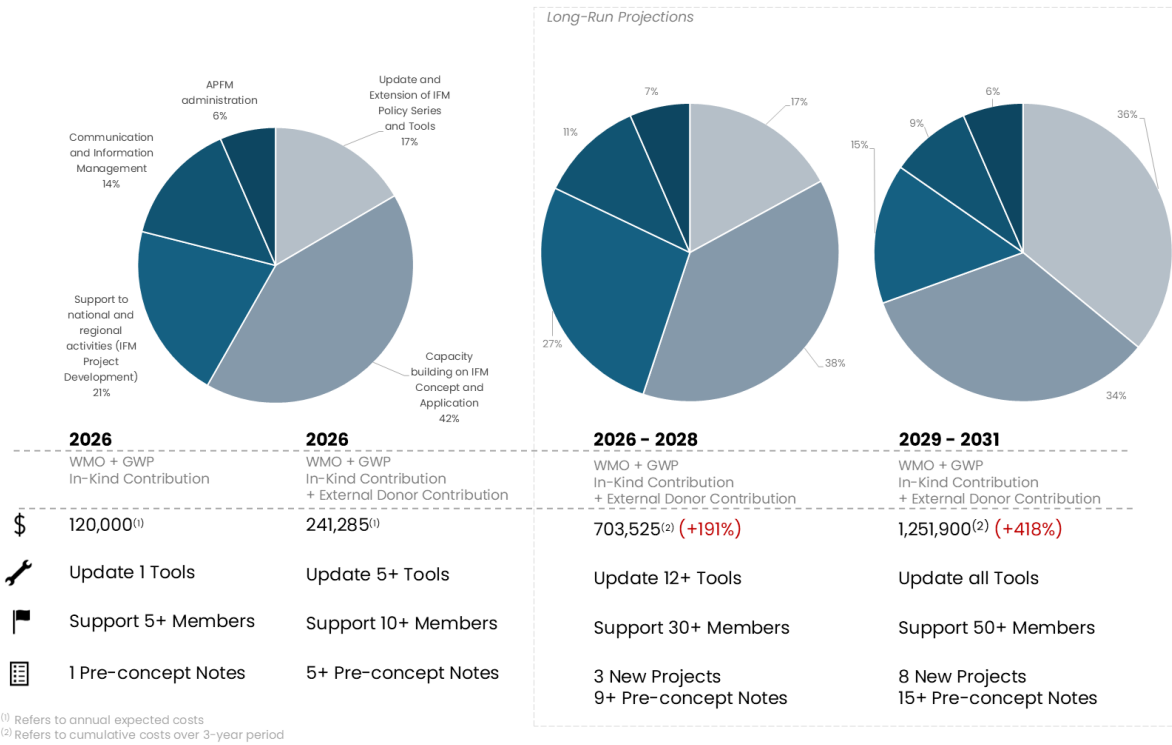 Long-Run Projections
APFM
administration
6%
Update and
Extension of IFM
Policy Series
and Tools
17%
Communication
and Information
Management
14%
Support to
national and
regional
activities (IFM
Project
Development)
21%
Capacity
building on IFM
Concept and
Application
42%
7%
17%
11%
27%
38%
6%
36%
9%
15%
34%
2026
WMO + GWP
In-Kind Contribution
$ 120,000(1)
Update 1 Tools
Support 5+ Members
1 Pre-concept Notes
2026
WMO + GWP
In-Kind Contribution
+ External Donor Contribution
241,285(1)
Update 5+ Tools
Support 10+ Members
5+ Pre-concept Notes
2026 - 2028
WMO + GWP
In-Kind Contribution
+ External Donor Contribution
703,525(2) (+191%)
Update 12+ Tools
Support 30+ Members
3 New Projects
9+ Pre-concept Notes
2029 - 2031
WMO + GWP
In-Kind Contribution
+ External Donor Contribution
1,251,900(2) (+418%)
Update all Tools
Support 50+ Members
8 New Projects
15+ Pre-concept Notes
(1) Refers to annual expected costs
(2) Refers to cumulative costs over 3-year period